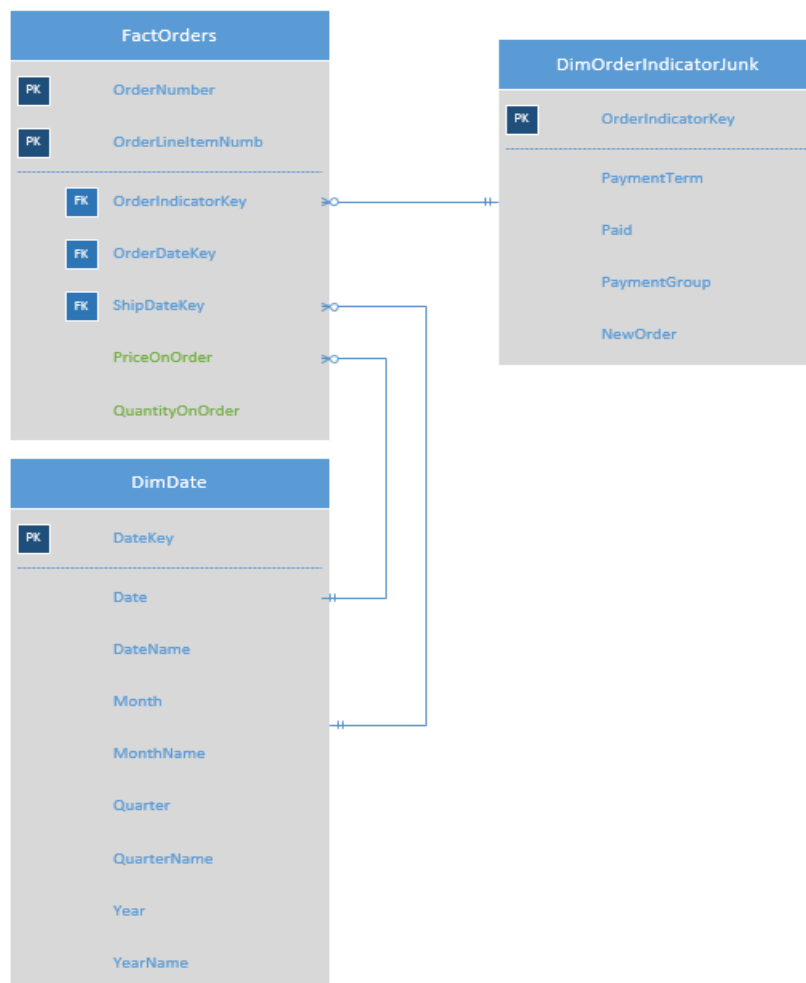 FactOrders
PK OrderNumber
PK OrderLineItemNumb
FK OrderIndicatorKey
FK OrderDateKey
FK ShipDateKey
PriceOnOrder
QuantityOnOrder
DimOrderIndicatorJunk
PK OrderIndicatorKey
PaymentTerm
Paid
PaymentGroup
NewOrder
DimDate
PK DateKey
Date
DateName
Month
MonthName
Quarter
QuarterName
Year
YearName